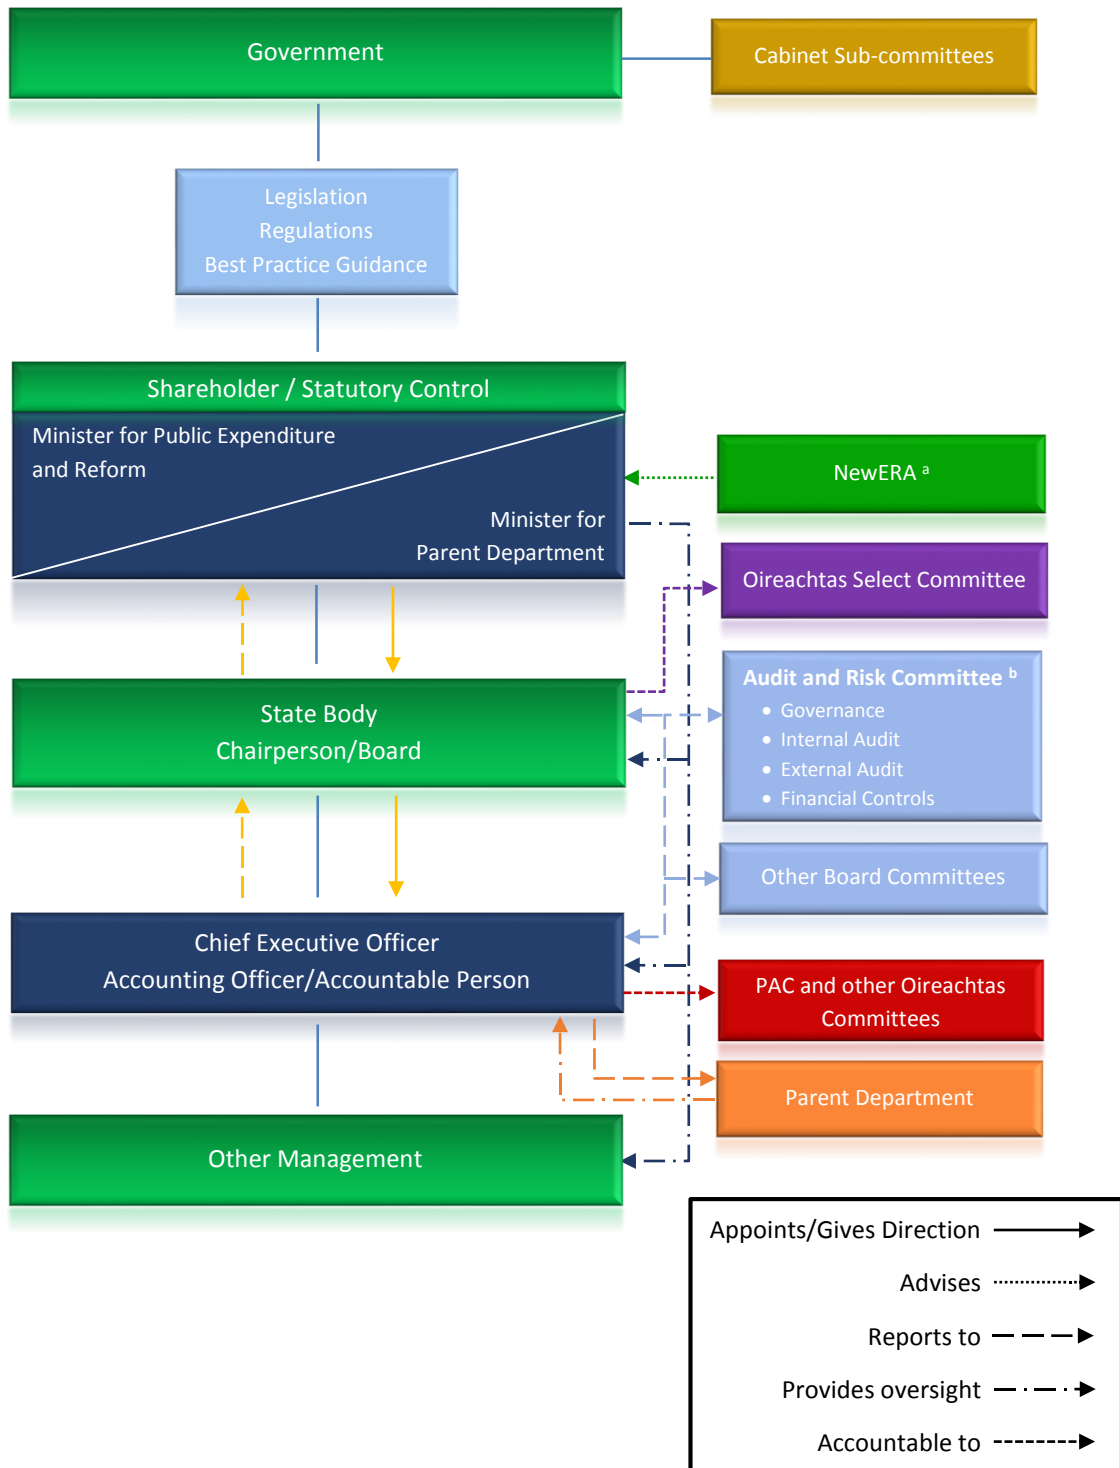 Government
Cabinet Sub-committees
Legislation
Regulations
Best Practice Guidance
Shareholder / Statutory Control
Minister for Public Expenditure
and Reform
Minister for
Parent Department
NewERA ᵃ
Oireachtas Select Committee
State Body
Chairperson/Board
Audit and Risk Committee ᵇ
• Governance
• Internal Audit
• External Audit
• Financial Controls
Other Board Committees
Chief Executive Officer
Accounting Officer/Accountable Person
PAC and other Oireachtas
Committees
Parent Department
Other Management
Appoints/Gives Direction
Advises
Reports to
Provides oversight
Accountable to